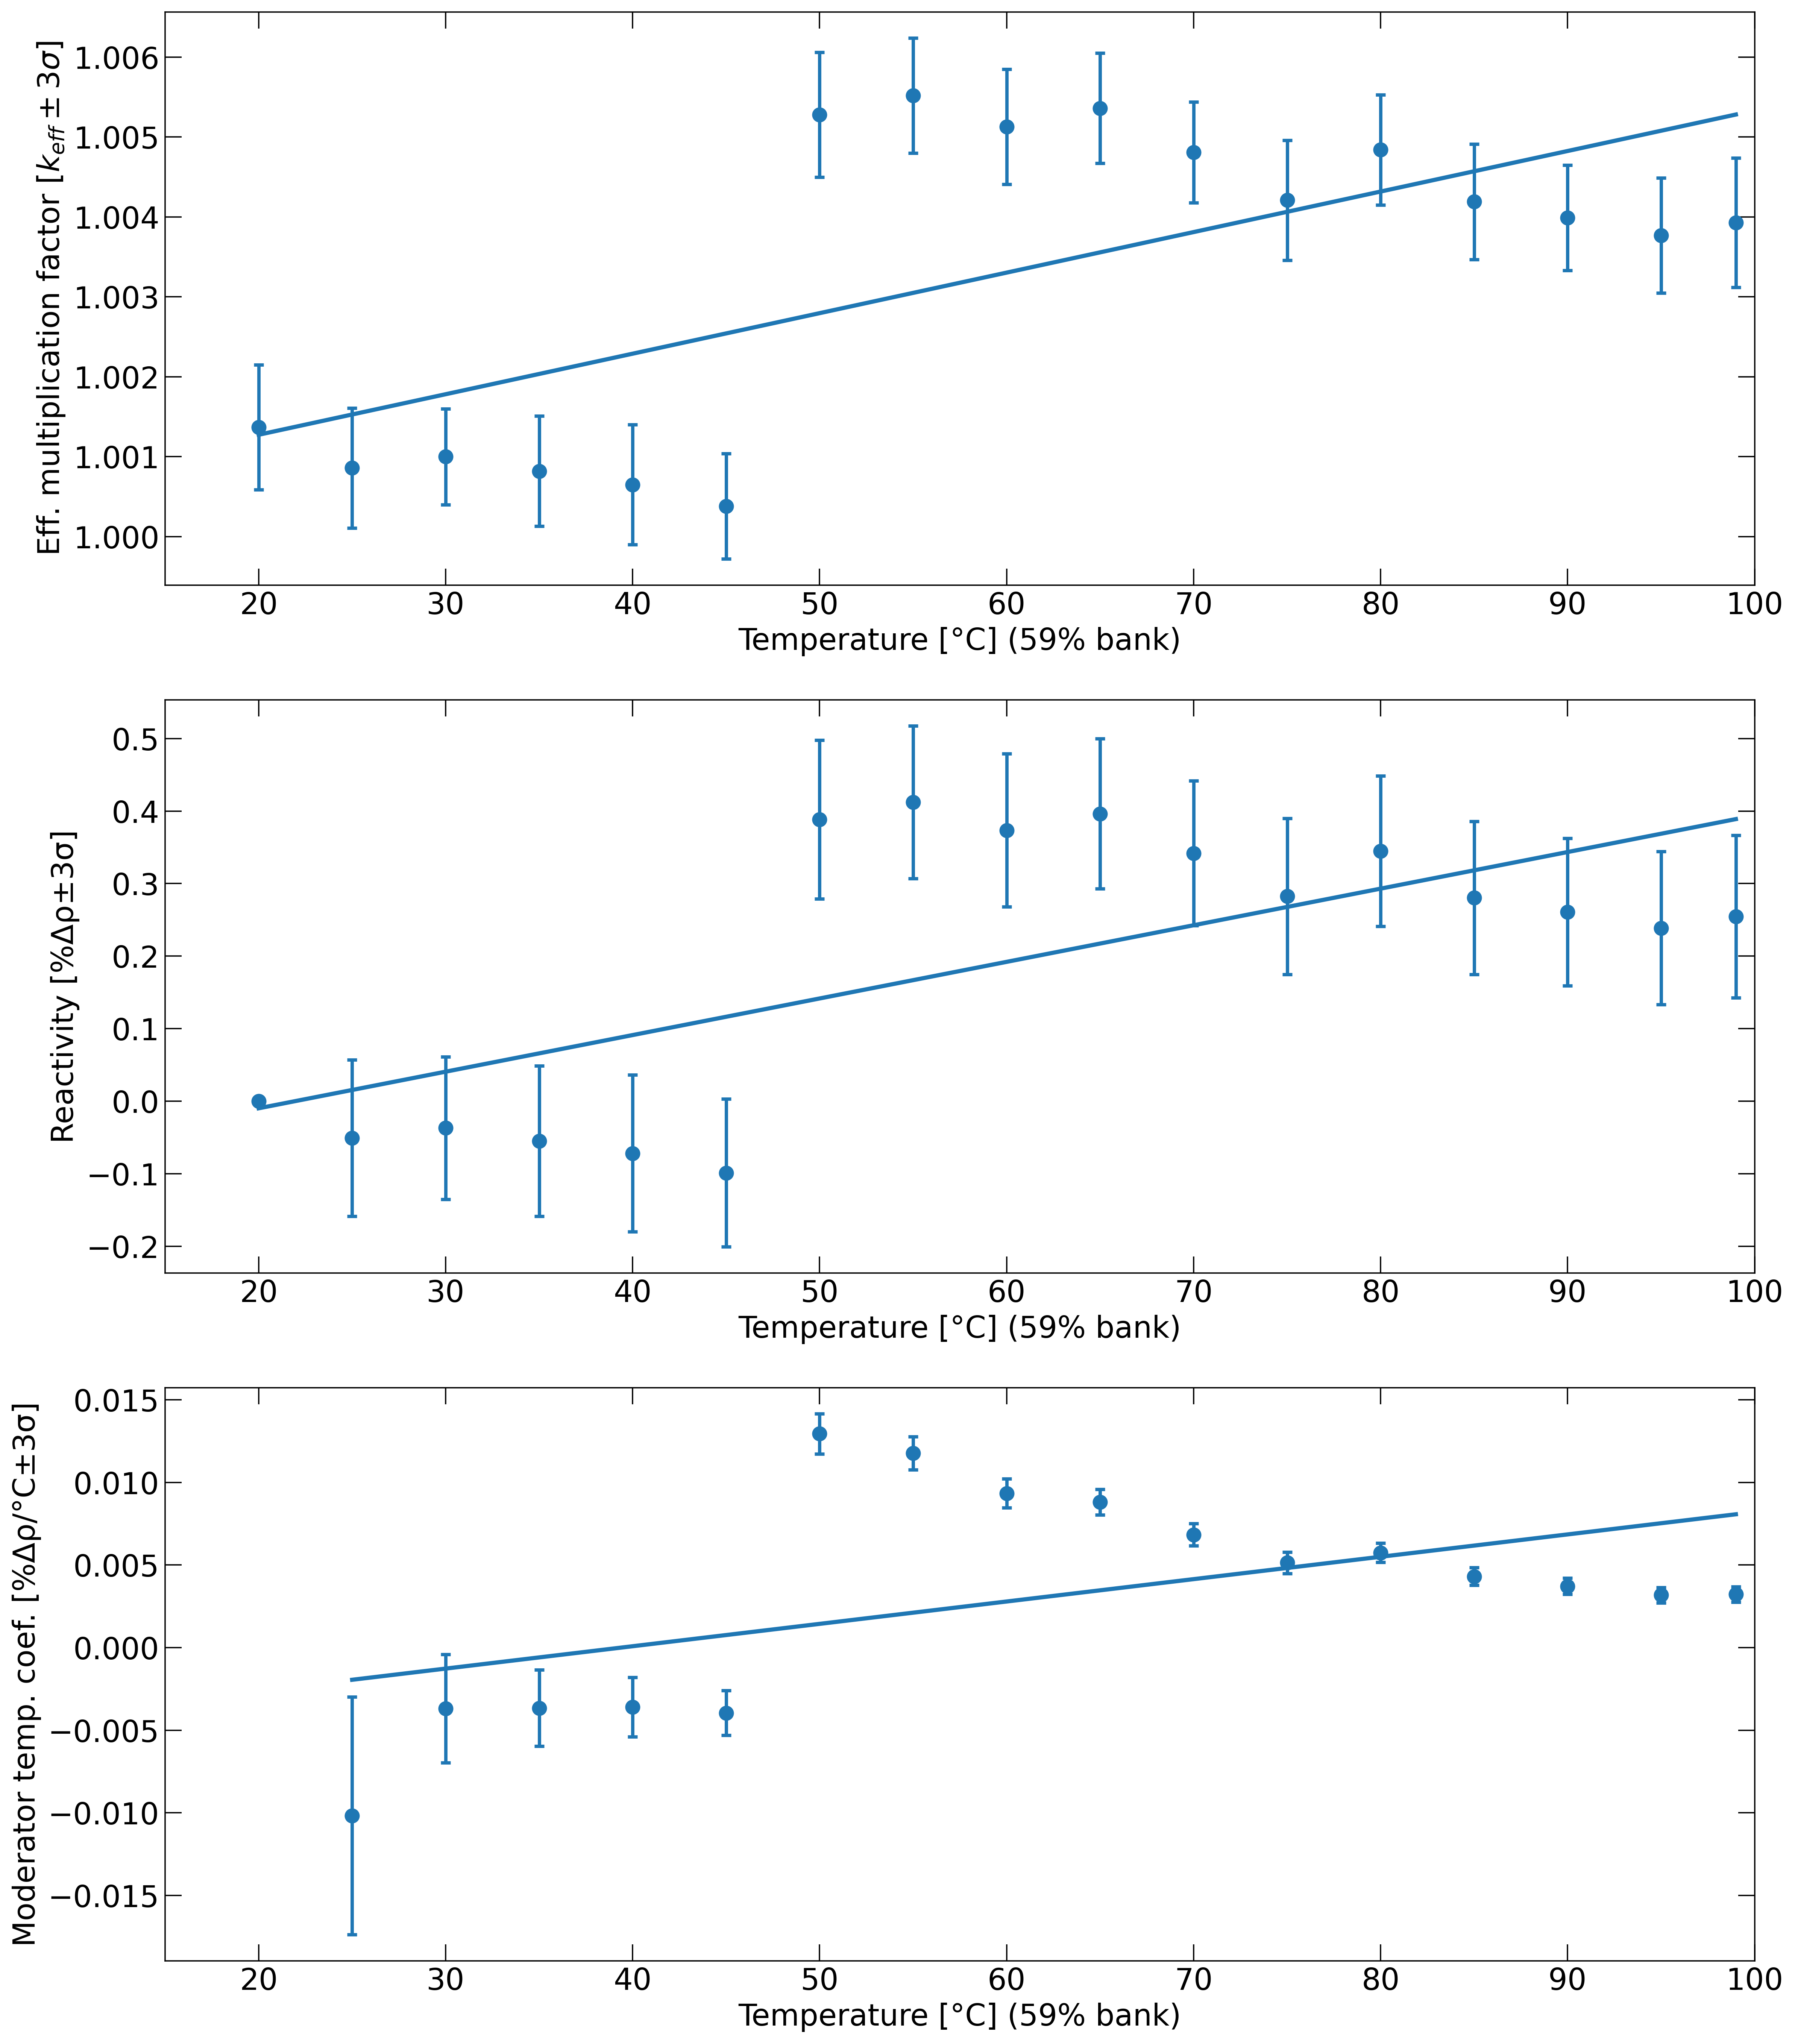 Eff. multiplication factor [k_eff ± 3σ]
1.006
1.005
1.004
1.003
1.002
1.001
1.000
20 30 40 50 60 70 80 90 100
Temperature [°C] (59% bank)
Reactivity [%Δρ±3σ]
0.5
0.4
0.3
0.2
0.1
0.0
−0.1
−0.2
20 30 40 50 60 70 80 90 100
Temperature [°C] (59% bank)
Moderator temp. coef. [%Δρ/°C±3σ]
0.015
0.010
0.005
0.000
−0.005
−0.010
−0.015
20 30 40 50 60 70 80 90 100
Temperature [°C] (59% bank)